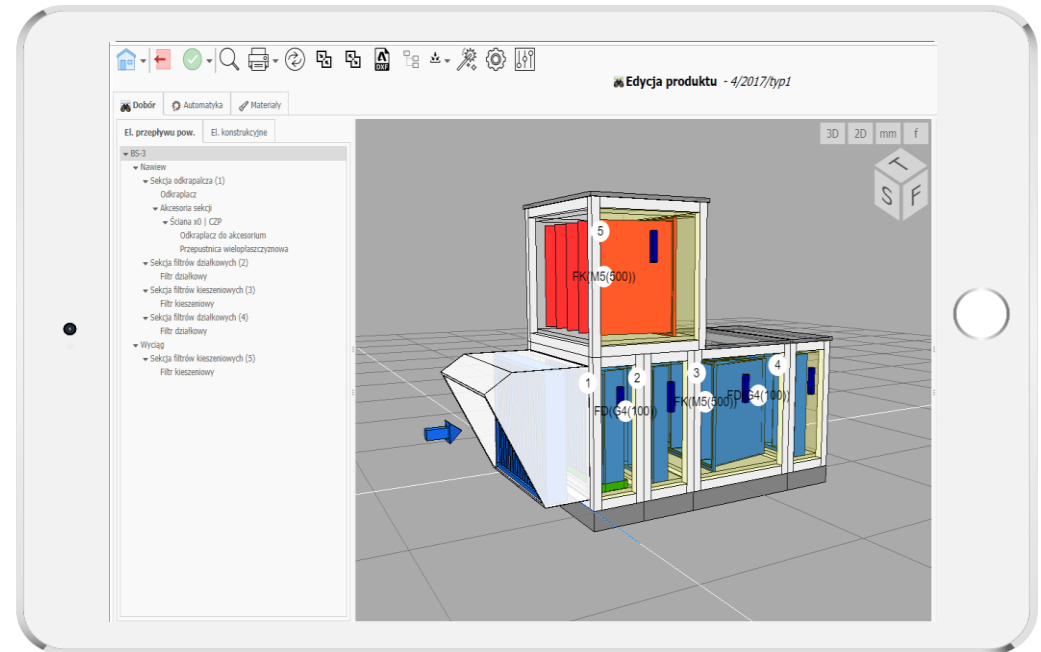 DXF
Edycja produktu - 4/2017/typ1
Dobór Automatyka Materiały
El. przepływu pow. El. konstrukcyjne
BS-3
Nawiew
Sekcja odkrapalcza (1)
Odkraplacz
Akcesoria sekcji
Ściana x0 | CZP
Odkraplacz do akcesorium
Przepustnica wielopłaszczyznowa
Sekcja filtrów działkowych (2)
Filtr działkowy
Sekcja filtrów kieszeniowych (3)
Filtr kieszeniowy
Sekcja filtrów działkowych (4)
Filtr działkowy
Wyciąg
Sekcja filtrów kieszeniowych (5)
Filtr kieszeniowy
3D 2D mm f
T
S F
5
FK(M5(500))
1 2 3 4
FD(G4(100)) FK(M5(500)) FD(G4(100))